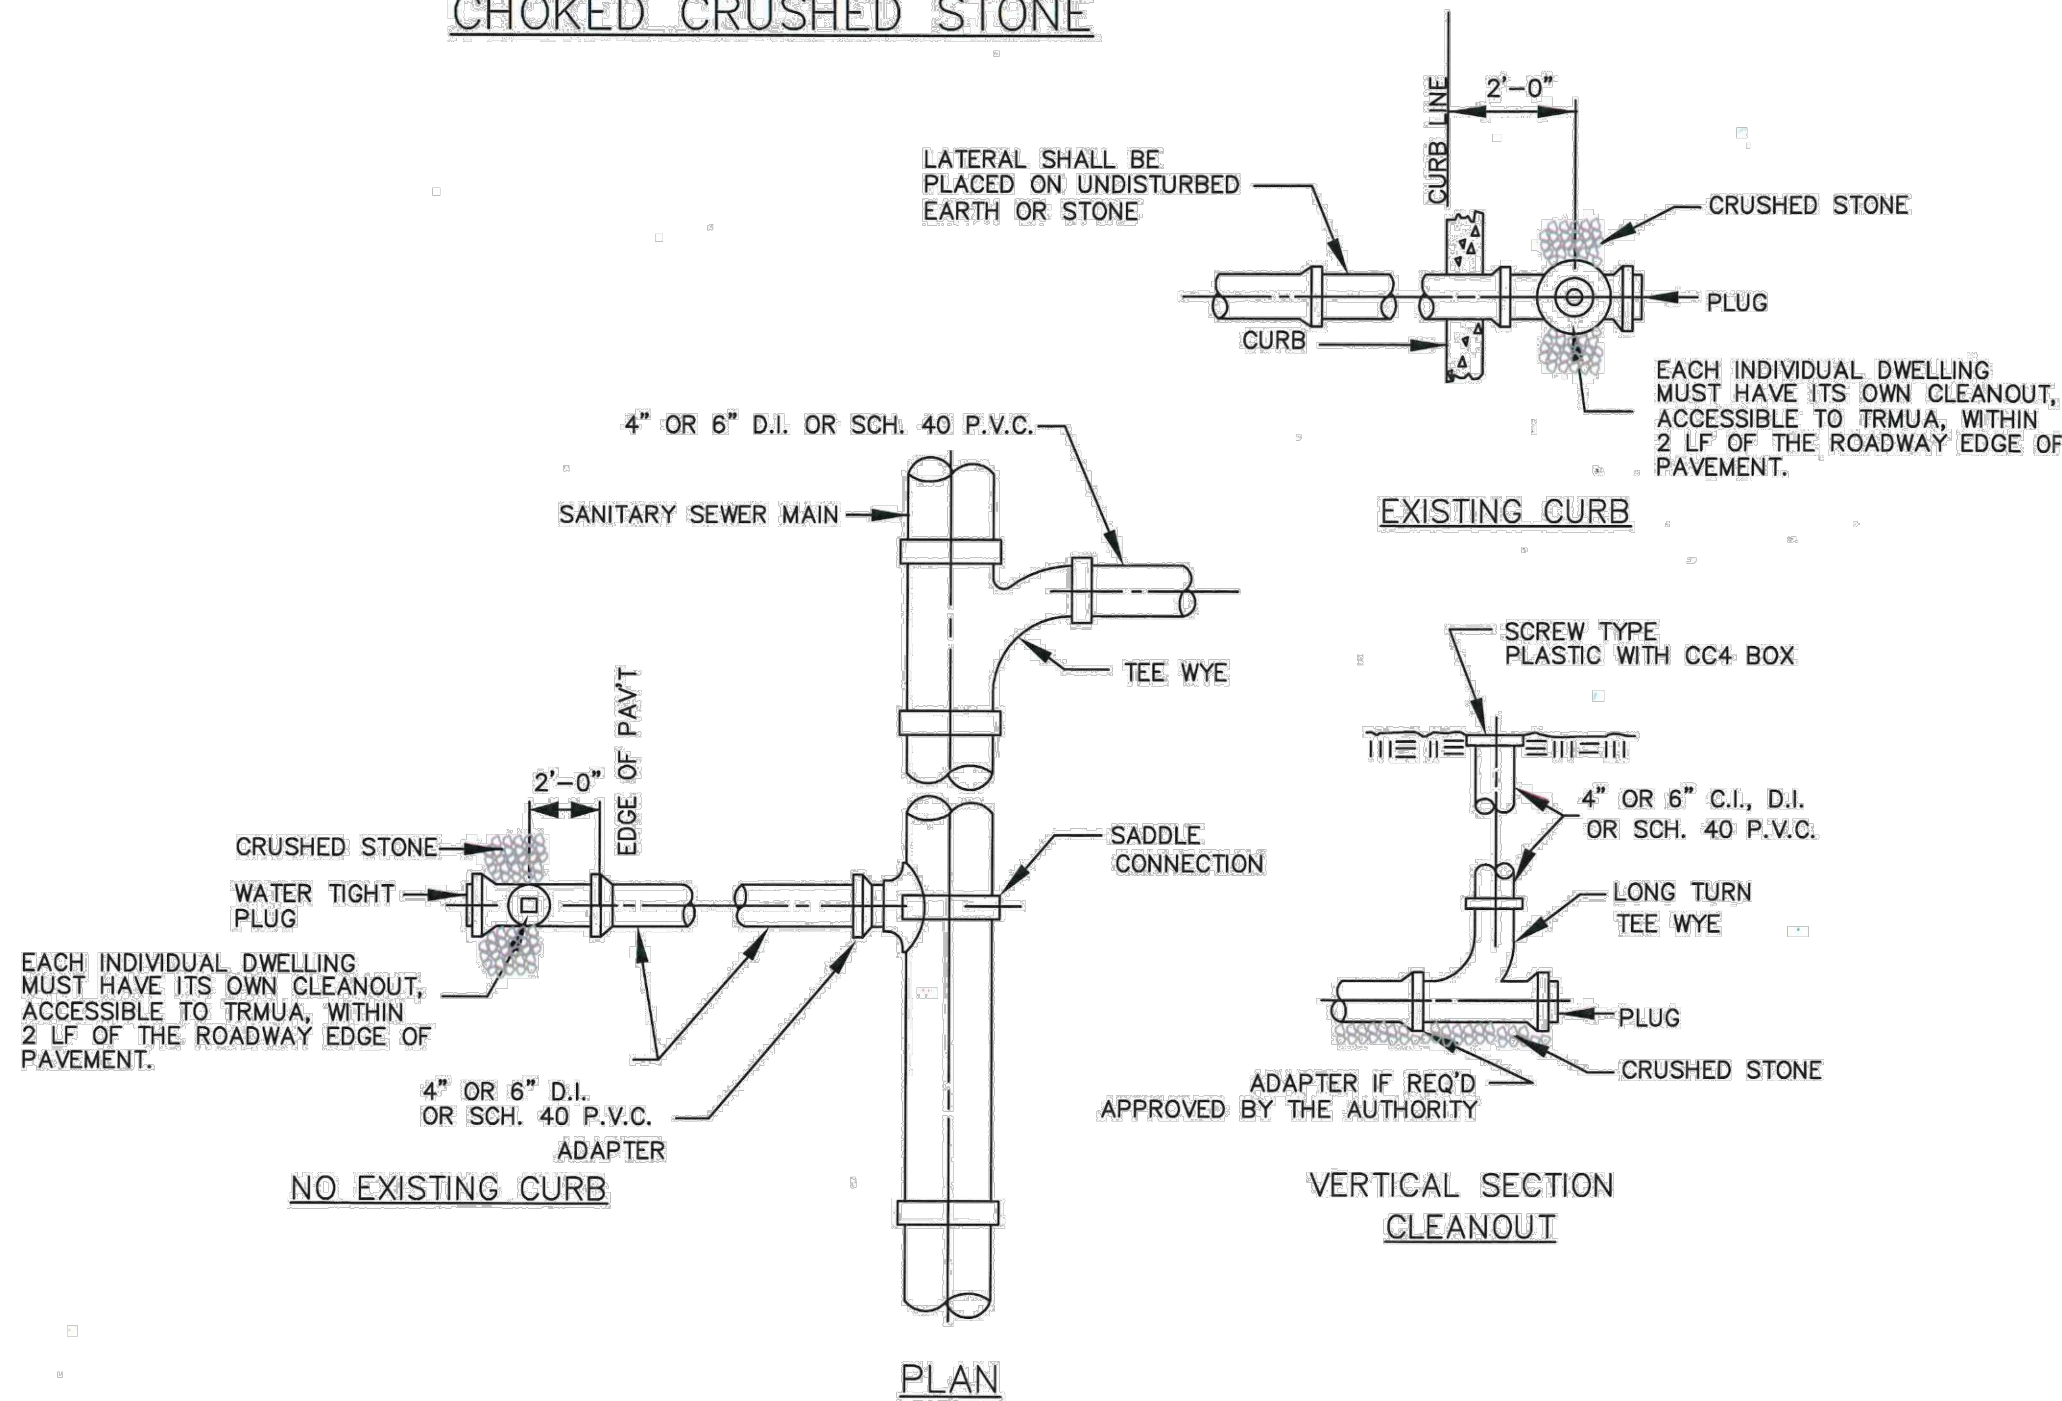 CHOKED CRUSHED STONE
CURB LINE
2'-0"
LATERAL SHALL BE
PLACED ON UNDISTURBED
EARTH OR STONE
CRUSHED STONE
PLUG
CURB
EACH INDIVIDUAL DWELLING
MUST HAVE ITS OWN CLEANOUT,
ACCESSIBLE TO TRMUA, WITHIN
2 LF OF THE ROADWAY EDGE OF
PAVEMENT.
EXISTING CURB
4" OR 6" D.I. OR SCH. 40 P.V.C.
SANITARY SEWER MAIN
TEE WYE
EDGE OF PAV'T
2'-0"
CRUSHED STONE
WATER TIGHT
PLUG
EACH INDIVIDUAL DWELLING
MUST HAVE ITS OWN CLEANOUT,
ACCESSIBLE TO TRMUA, WITHIN
2 LF OF THE ROADWAY EDGE OF
PAVEMENT.
4" OR 6" D.I.
OR SCH. 40 P.V.C.
ADAPTER
NO EXISTING CURB
SADDLE
CONNECTION
SCREW TYPE
PLASTIC WITH CC4 BOX
4" OR 6" C.I., D.I.
OR SCH. 40 P.V.C.
LONG TURN
TEE WYE
PLUG
CRUSHED STONE
ADAPTER IF REQ'D
APPROVED BY THE AUTHORITY
VERTICAL SECTION
CLEANOUT
PLAN